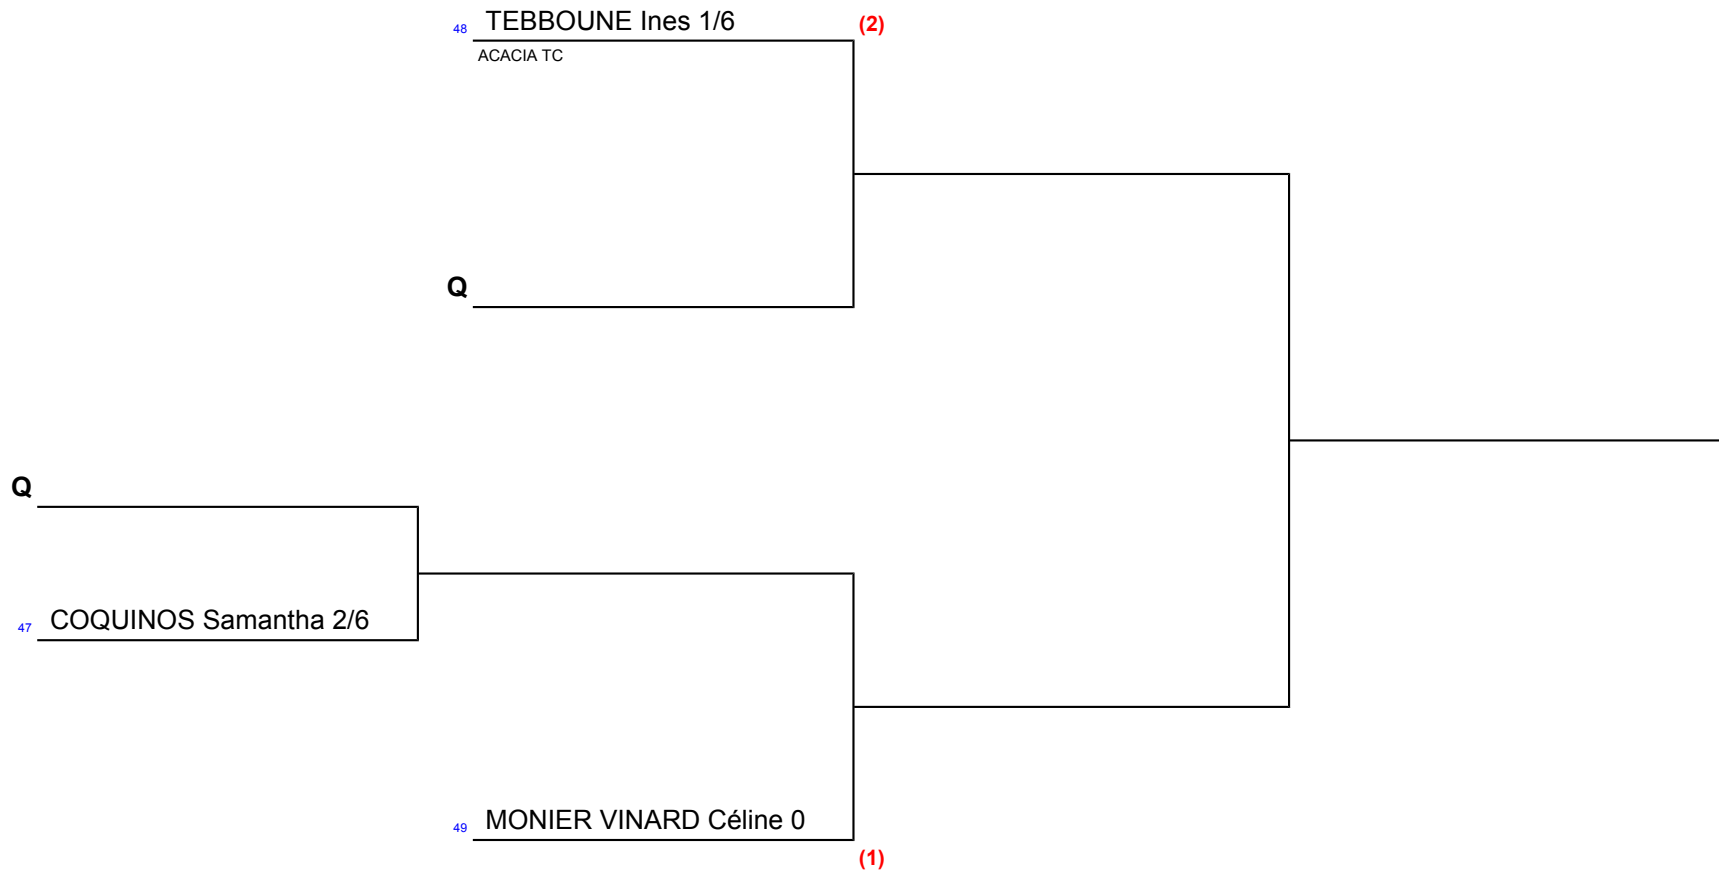 48 TEBBOUNE Ines 1/6 (2)
ACACIA TC
Q
Q
47 COQUINOS Samantha 2/6
49 MONIER VINARD Céline 0
(1)